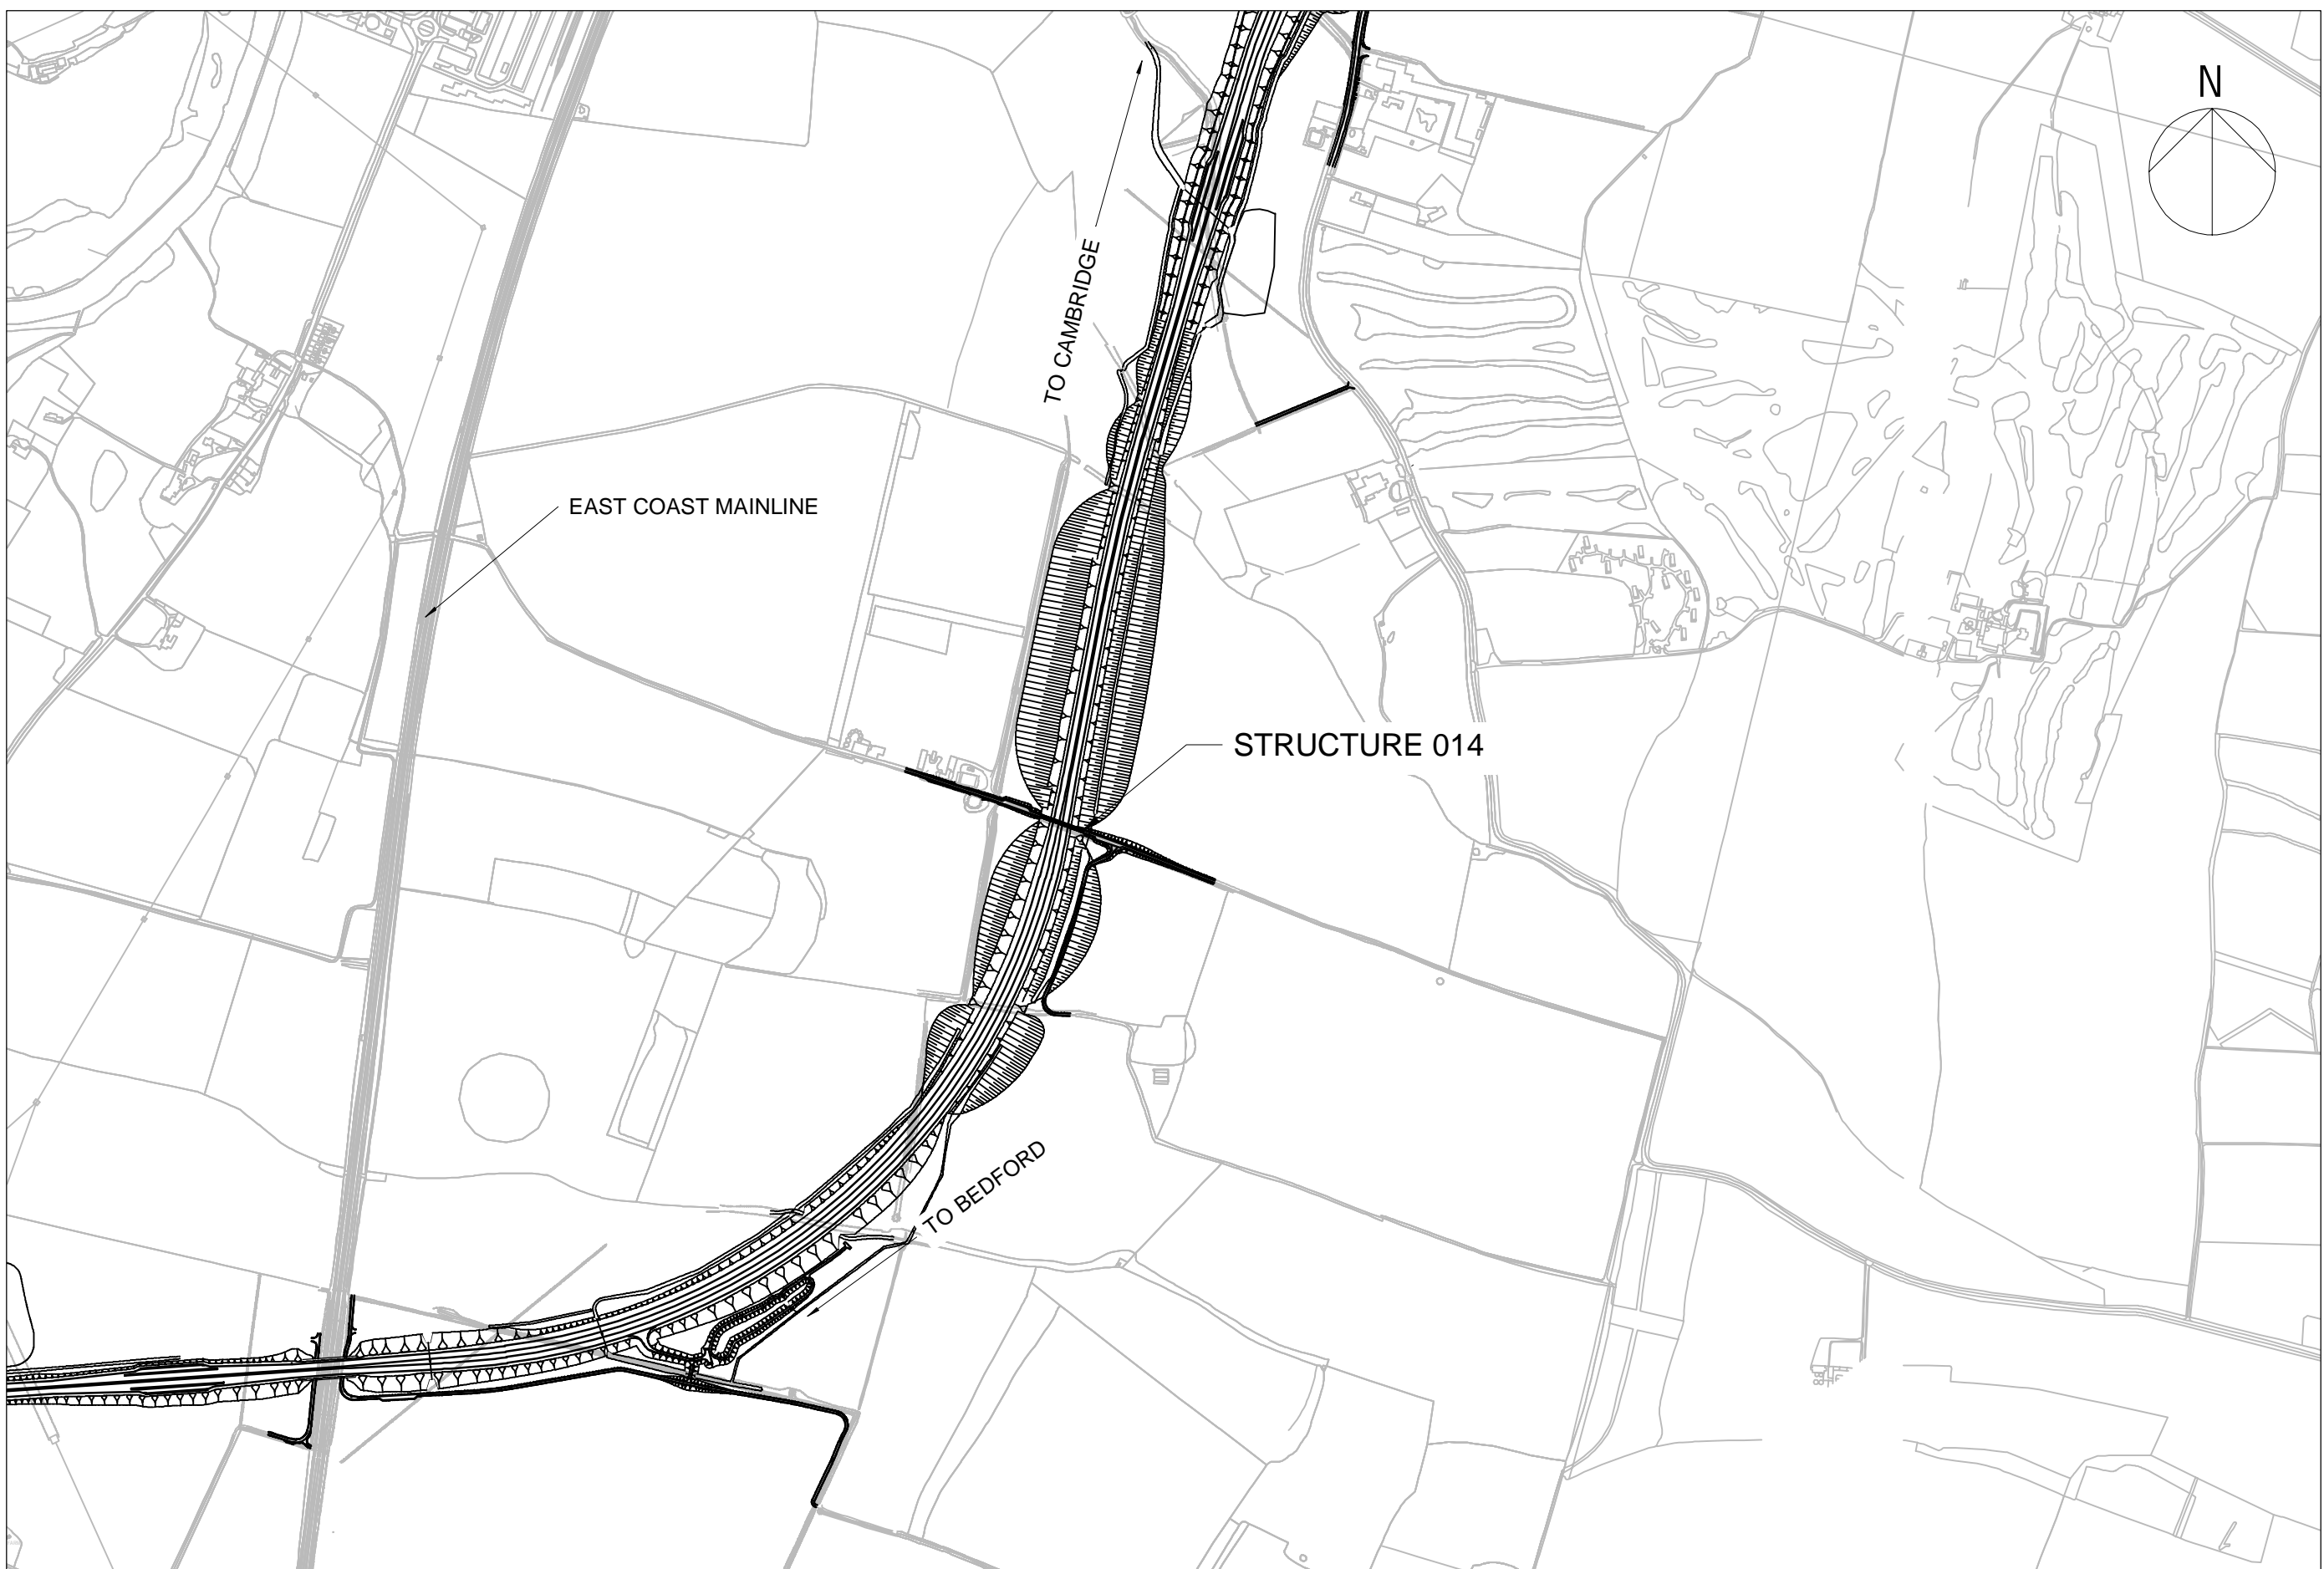 N
TO CAMBRIDGE
EAST COAST MAINLINE
STRUCTURE 014
TO BEDFORD